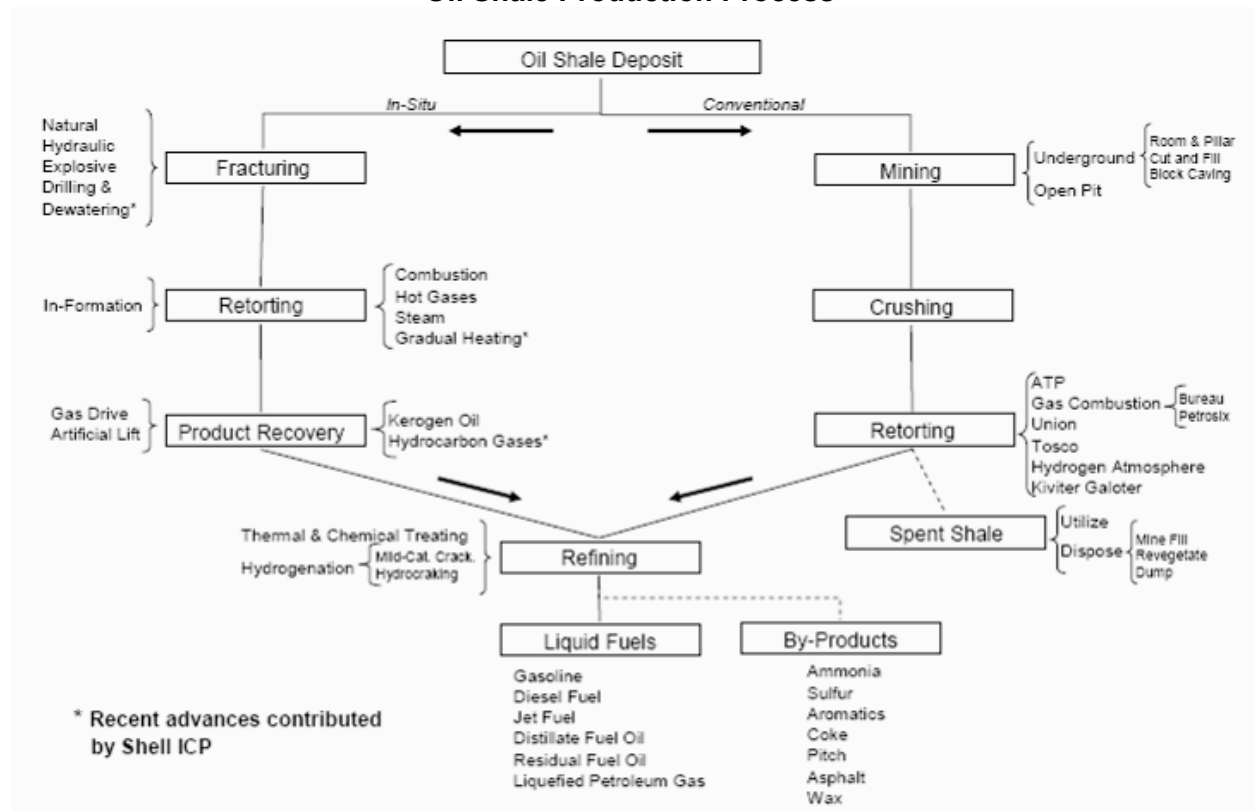 Oil Shale Production Process
Oil Shale Deposit
In-Situ
Conventional
Natural
Hydraulic
Explosive
Drilling &
Dewatering*
Fracturing
Mining
Underground
Open Pit
Room & Pillar
Cut and Fill
Block Caving
In-Formation
Retorting
Combustion
Hot Gases
Steam
Gradual Heating*
Crushing
Gas Drive
Artificial Lift
Product Recovery
Kerogen Oil
Hydrocarbon Gases*
Retorting
ATP
Gas Combustion
Union
Tosco
Hydrogen Atmosphere
Kiviter Galoter
Bureau
Petrosix
Thermal & Chemical Treating
Hydrogenation
Mild-Cat. Crack.
Hydrocraking
Refining
Spent Shale
Utilize
Dispose
Mine Fill
Revegetate
Dump
Liquid Fuels
Gasoline
Diesel Fuel
Jet Fuel
Distillate Fuel Oil
Residual Fuel Oil
Liquefied Petroleum Gas
By-Products
Ammonia
Sulfur
Aromatics
Coke
Pitch
Asphalt
Wax
* Recent advances contributed
by Shell ICP